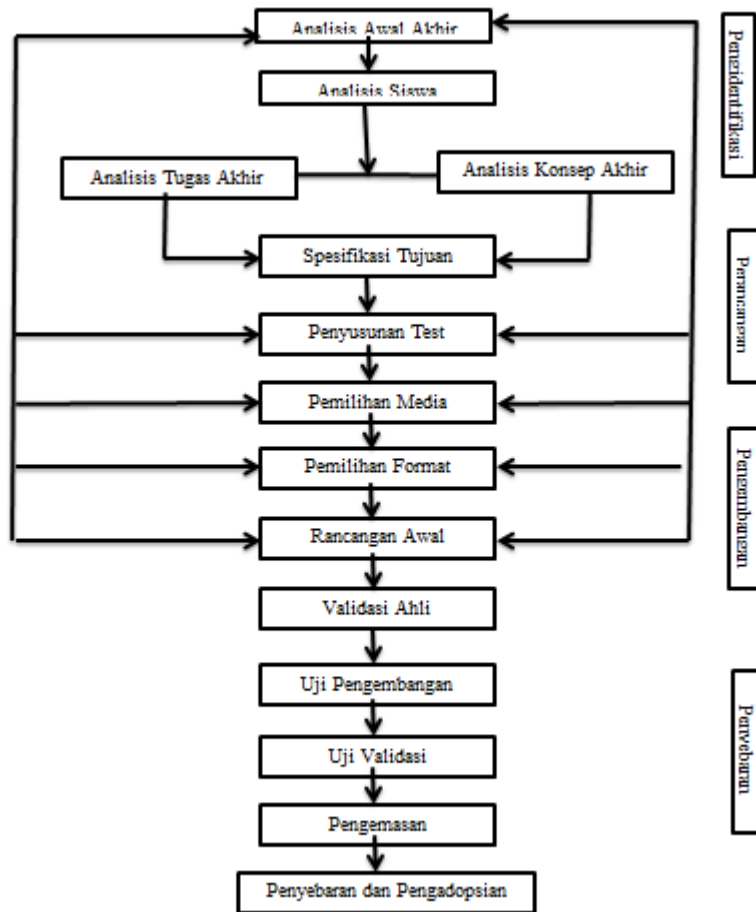 Analisis Awal Akhir
Analisis Siswa
Analisis Tugas Akhir
Analisis Konsep Akhir
Spesifikasi Tujuan
Penyusunan Test
Pemilihan Media
Pemilihan Format
Rancangan Awal
Validasi Ahli
Uji Pengembangan
Uji Validasi
Pengemasan
Penyebaran dan Pengadopsian
Pengidentifikasi
Perancangan
Pengembangan
Penyebaran